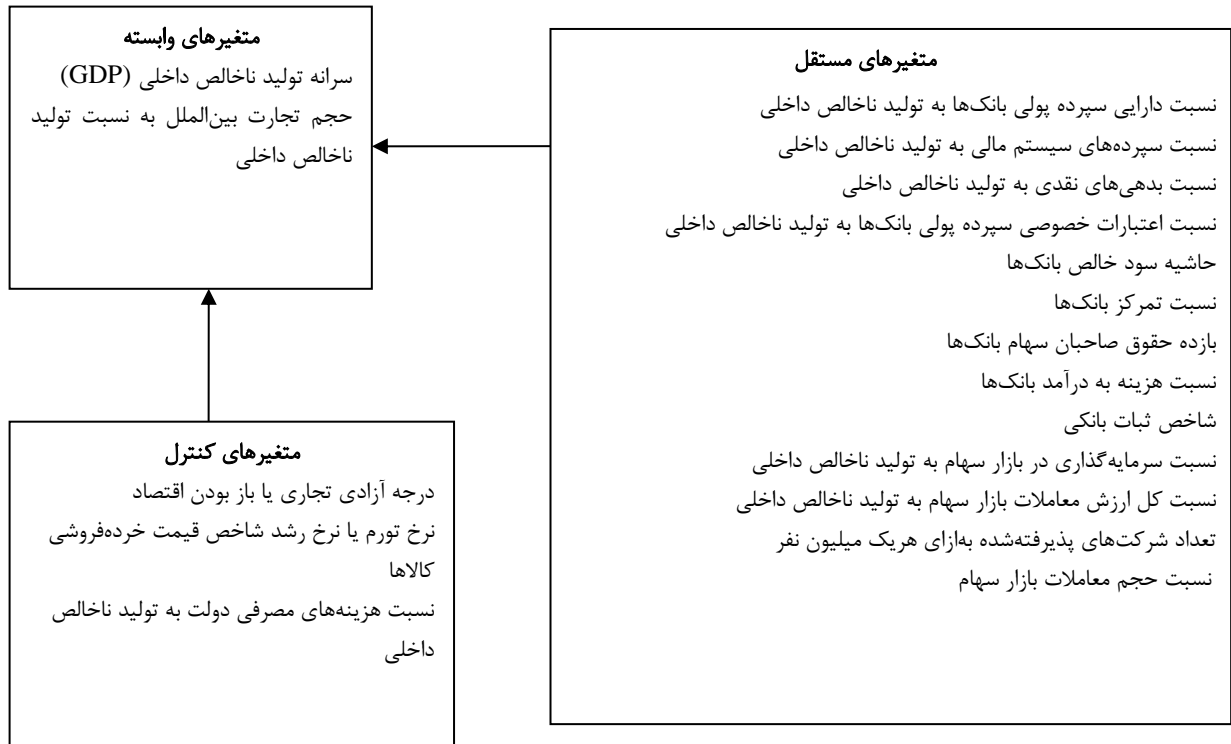 متغیرهای وابسته
سرانه تولید ناخالص داخلی (GDP)
حجم تجارت بین‌الملل به نسبت تولید
ناخالص داخلی
متغیرهای مستقل
نسبت دارایی سپرده پولی بانک‌ها به تولید ناخالص داخلی
نسبت سپرده‌های سیستم مالی به تولید ناخالص داخلی
نسبت بدهی‌های نقدی به تولید ناخالص داخلی
نسبت اعتبارات خصوصی سپرده پولی بانک‌ها به تولید ناخالص داخلی
حاشیه سود خالص بانک‌ها
نسبت تمرکز بانک‌ها
بازده حقوق صاحبان سهام بانک‌ها
نسبت هزینه به درآمد بانک‌ها
شاخص ثبات بانکی
نسبت سرمایه‌گذاری در بازار سهام به تولید ناخالص داخلی
نسبت کل ارزش معاملات بازار سهام به تولید ناخالص داخلی
تعداد شرکت‌های پذیرفته‌شده به‌ازای هریک میلیون نفر
نسبت حجم معاملات بازار سهام
متغیرهای کنترل
درجه آزادی تجاری یا باز بودن اقتصاد
نرخ تورم یا نرخ رشد شاخص قیمت خرده‌فروشی
کالاها
نسبت هزینه‌های مصرفی دولت به تولید ناخالص
داخلی